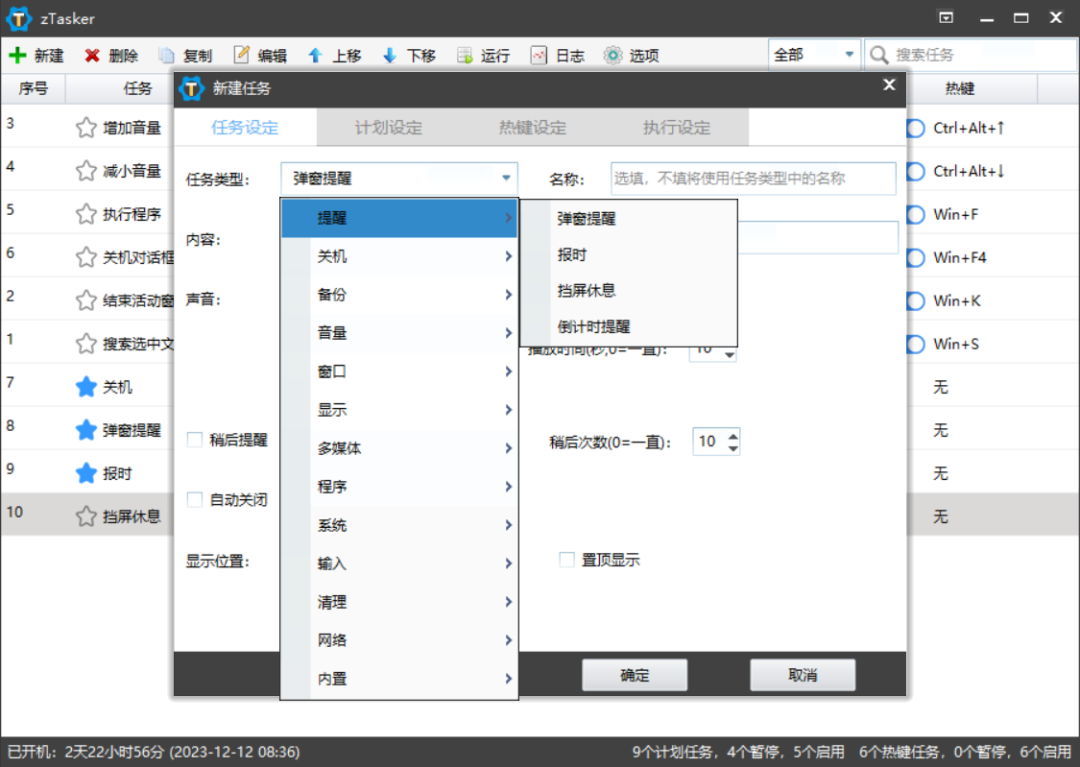 zTasker
新建 删除 复制 编辑 上移 下移 运行 日志 选项 全部 搜索任务
序号 任务 热键
新建任务
任务设定 计划设定 热键设定 执行设定
任务类型: 弹窗提醒 名称: 选填，不填将使用任务类型中的名称
内容:
声音:
播放时间(秒,0=一直): 10
稍后提醒 稍后次数(0=一直): 10
自动关闭
显示位置: 置顶显示
确定 取消
提醒
关机
备份
音量
窗口
显示
多媒体
程序
系统
输入
清理
网络
内置
弹窗提醒
报时
挡屏休息
倒计时提醒
3 增加音量 Ctrl+Alt+↑
4 减小音量 Ctrl+Alt+↓
5 执行程序 Win+F
6 关机对话框 Win+F4
2 结束活动窗 Win+K
1 搜索选中文 Win+S
7 关机 无
8 弹窗提醒 无
9 报时 无
10 挡屏休息 无
已开机: 2天22小时56分 (2023-12-12 08:36) 9个计划任务，4个暂停，5个启用 6个热键任务，0个暂停，6个启用